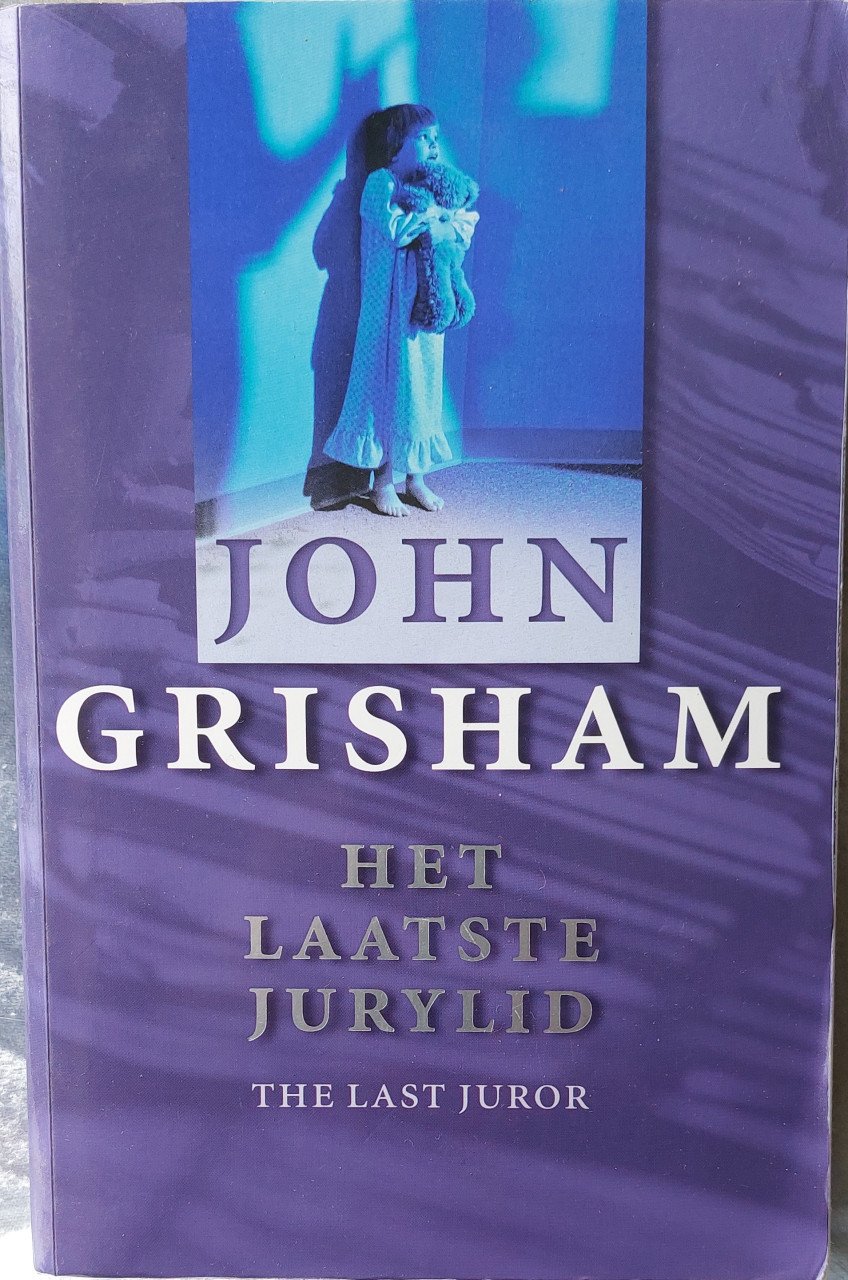 JOHN
GRISHAM
HET
LAATSTE
JURYLID
THE LAST JUROR